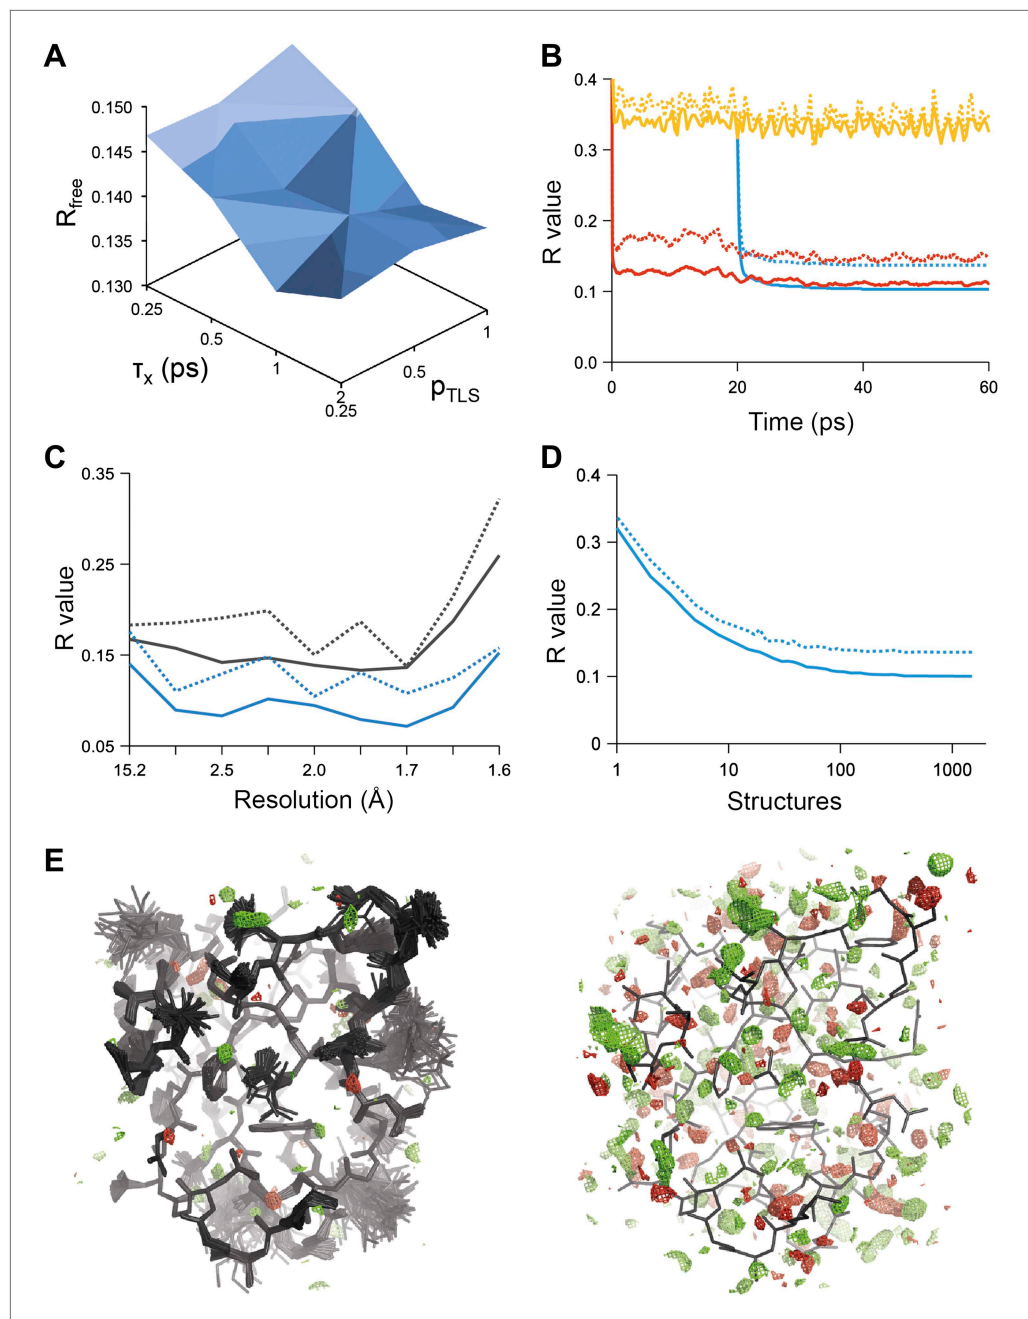 A
0.150
0.145
0.140
0.135
0.130
R_free
0.25
0.5
1
2
τ_x (ps)
0.25
0.5
1
p_TLS
B
0.4
0.3
0.2
0.1
0.0
R value
0
20
40
60
Time (ps)
C
0.35
0.25
0.15
0.05
R value
15.2
2.5
2.0
1.7
1.6
Resolution (Å)
D
0.4
0.3
0.2
0.1
0
R value
1
10
100
1000
Structures
E